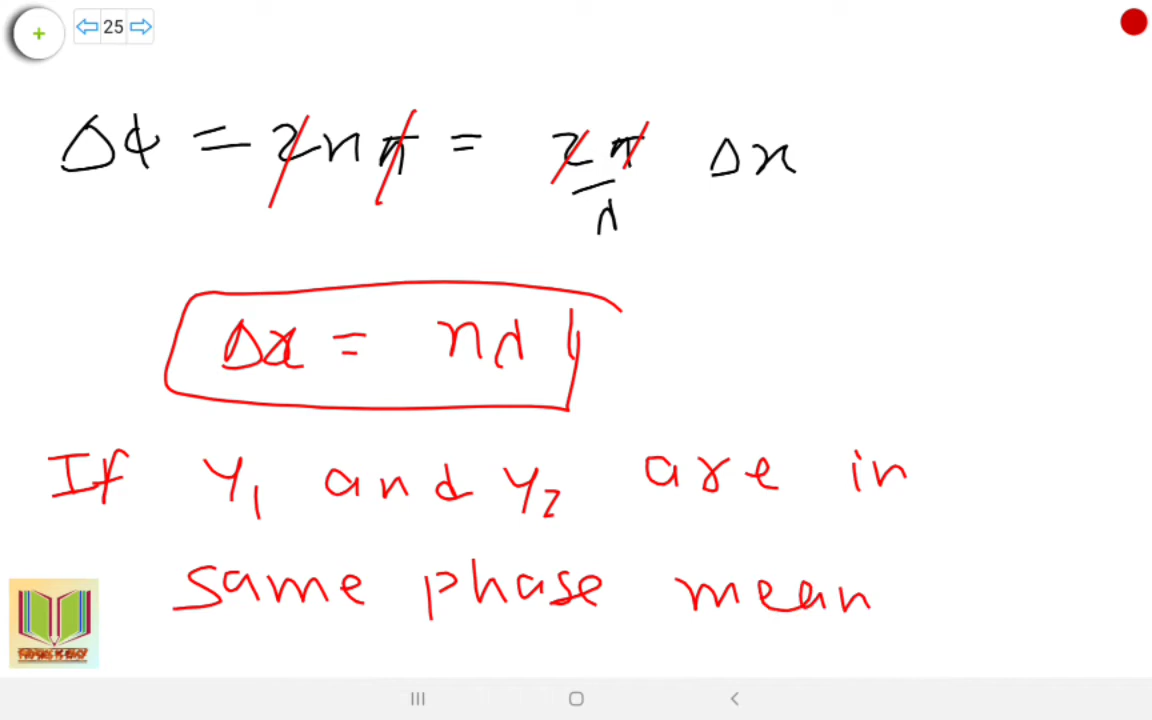 25
Δφ = 2nπ = 2π/λ Δx
Δx = nλ
If y₁ and y₂ are in
same phase mean